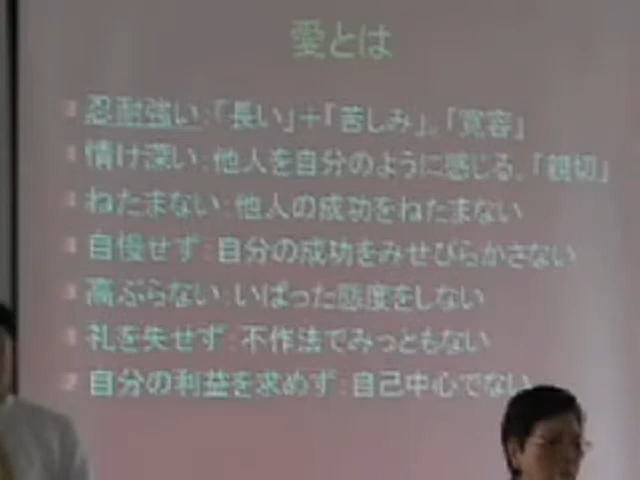 愛とは
忍耐強い:「長い」+「苦しみ」。「寛容」
情け深い:他人を自分のように感じる。「親切」
ねたまない:他人の成功をねたまない
自慢せず:自分の成功をみせびらかさない
高ぶらない:いばった態度をしない
礼を失せず:不作法でみっともない
自分の利益を求めず:自己中心でない